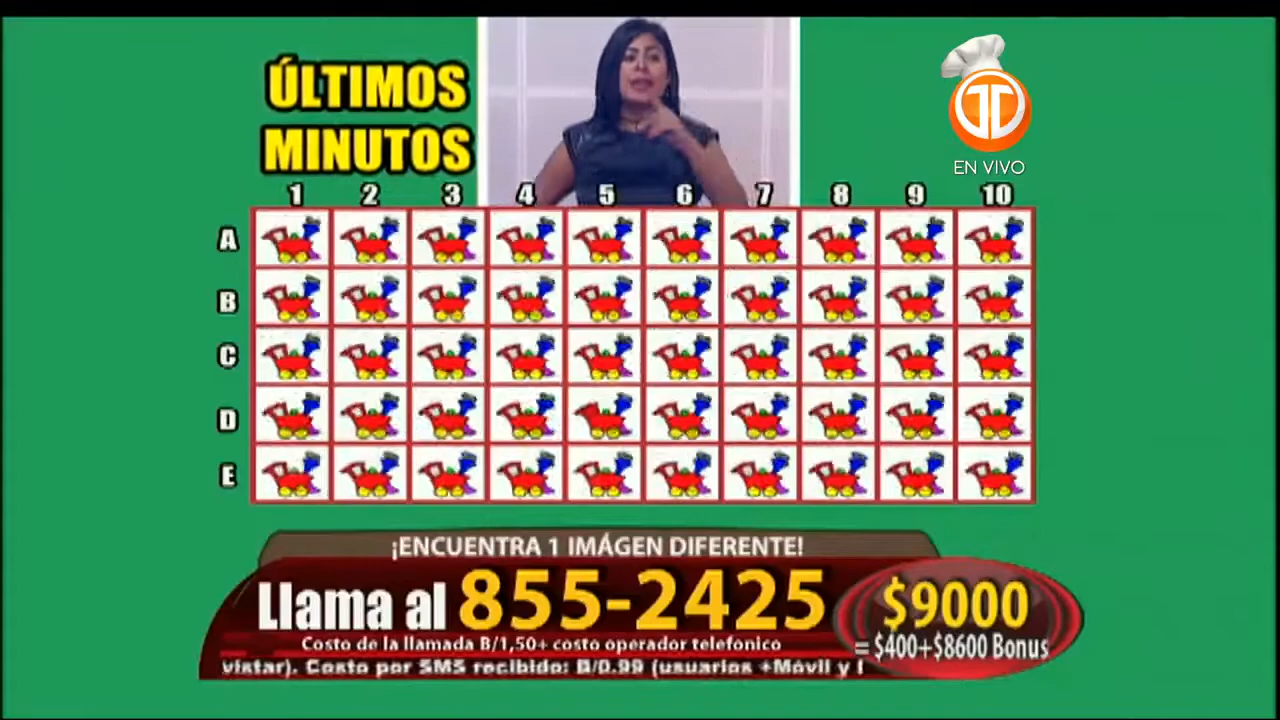 ÚLTIMOS
MINUTOS
EN VIVO
1 2 3 4 5 6 7 8 9 10
A
B
C
D
E
¡ENCUENTRA 1 IMÁGEN DIFERENTE!
Llama al 855-2425
$9000
Costo de la llamada B/1,50+ costo operador telefonico
= $400+$8600 Bonus
vistar). Costo por SMS recibido: B/0.99 (usuarios +Móvil y